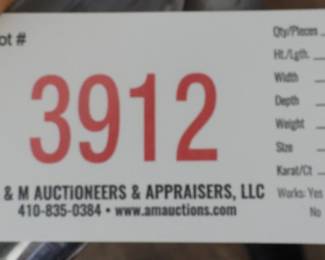 ot #
3912
& M AUCTIONEERS & APPRAISERS, LLC
410-835-0384 • www.amauctions.com
Qty/Pieces
Ht./Lgth.
Width
Depth
Weight
Size
Karat/Ct
Works: Yes
No